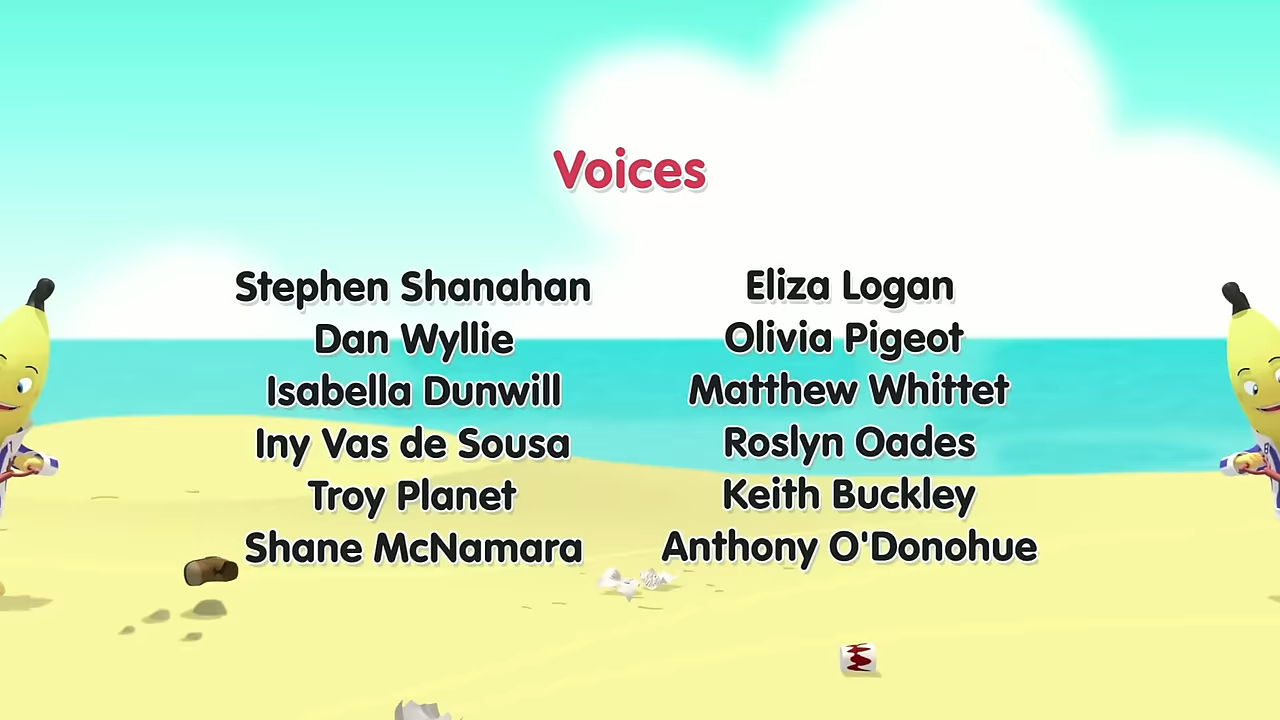 Voices
Stephen Shanahan
Dan Wyllie
Isabella Dunwill
Iny Vas de Sousa
Troy Planet
Shane McNamara
Eliza Logan
Olivia Pigeot
Matthew Whittet
Roslyn Oades
Keith Buckley
Anthony O'Donohue